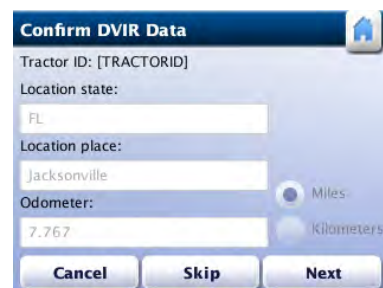 Confirm DVIR Data
Tractor ID: [TRACTORID]
Location state:
FL
Location place:
Jacksonville
Miles
Odometer:
7.767
Kilometers
Cancel Skip Next